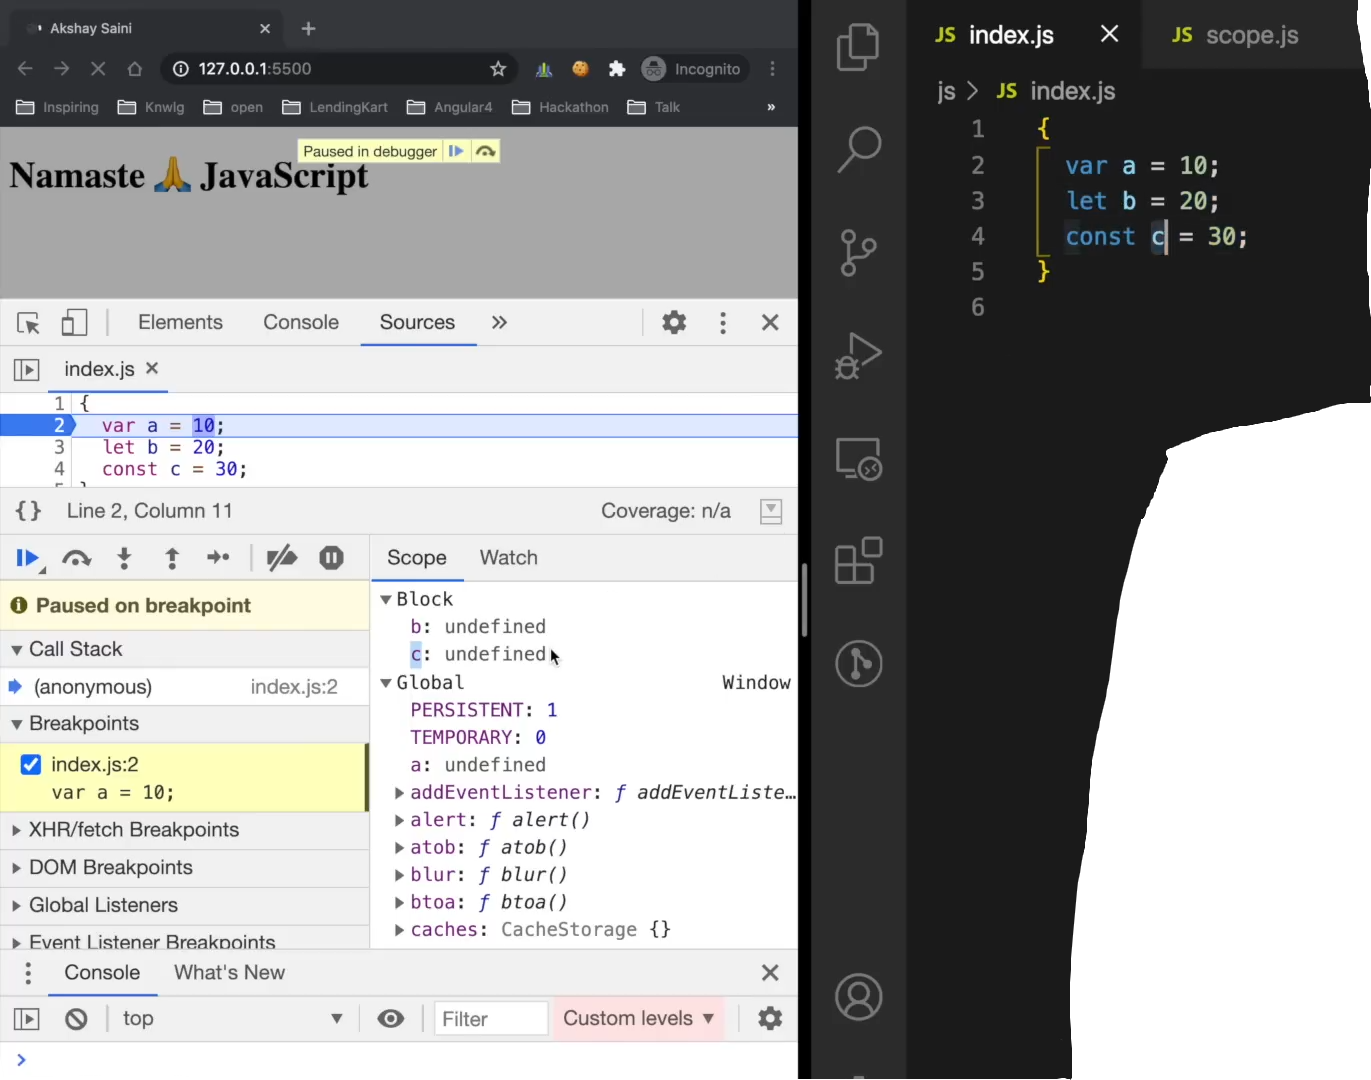 Akshay Saini
127.0.0.1:5500
Incognito
Inspiring
Knwlg
open
LendingKart
Angular4
Hackathon
Talk
»
Paused in debugger
Namaste 🙏 JavaScript
Elements
Console
Sources
»
index.js
1 {
2 var a = 10;
3 let b = 20;
4 const c = 30;
{} Line 2, Column 11
Coverage: n/a
Paused on breakpoint
Call Stack
(anonymous) index.js:2
Breakpoints
index.js:2
var a = 10;
XHR/fetch Breakpoints
DOM Breakpoints
Global Listeners
Event Listener Breakpoints
Scope
Watch
Block
b: undefined
c: undefined
Global Window
PERSISTENT: 1
TEMPORARY: 0
a: undefined
addEventListener: ƒ addEventListe…
alert: ƒ alert()
atob: ƒ atob()
blur: ƒ blur()
btoa: ƒ btoa()
caches: CacheStorage {}
Console
What's New
top
Filter
Custom levels
>
JS index.js
JS scope.js
js > JS index.js
1 {
2 var a = 10;
3 let b = 20;
4 const c = 30;
5 }
6